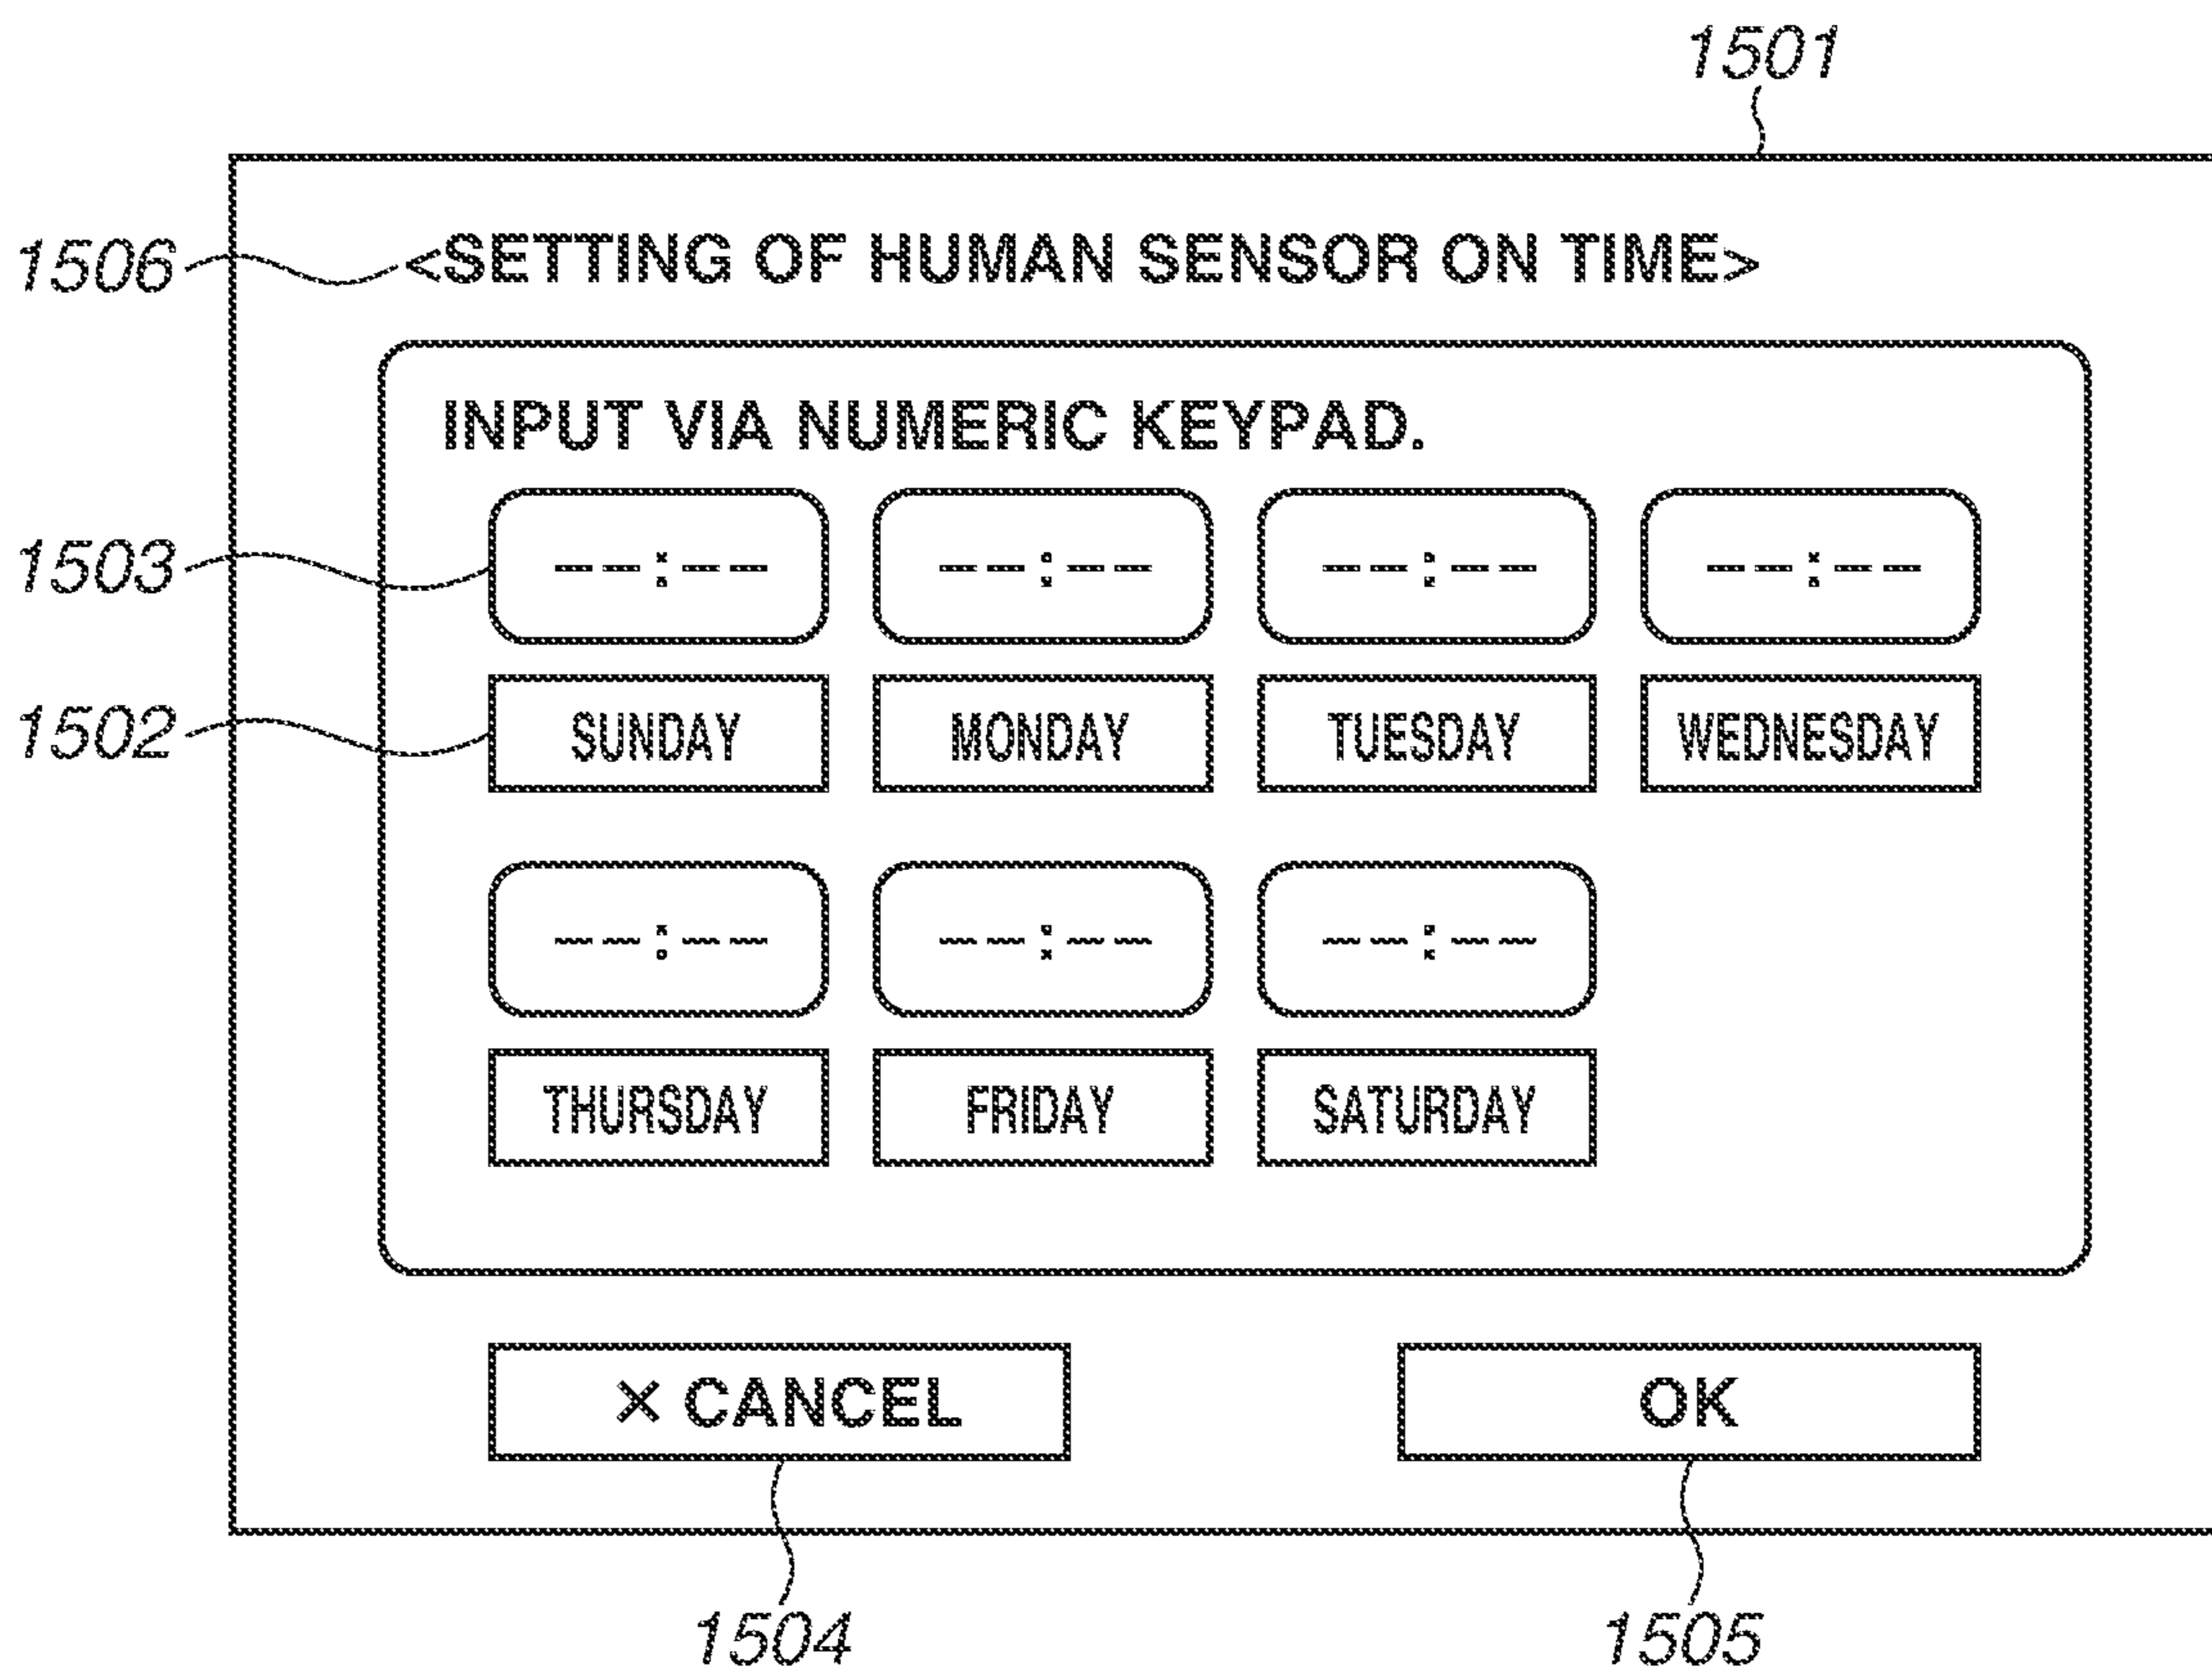 1501
1506 <SETTING OF HUMAN SENSOR ON TIME>
INPUT VIA NUMERIC KEYPAD.
1503 --:-- --:-- --:-- --:--
1502 SUNDAY MONDAY TUESDAY WEDNESDAY
--:-- --:-- --:--
THURSDAY FRIDAY SATURDAY
× CANCEL OK
1504 1505